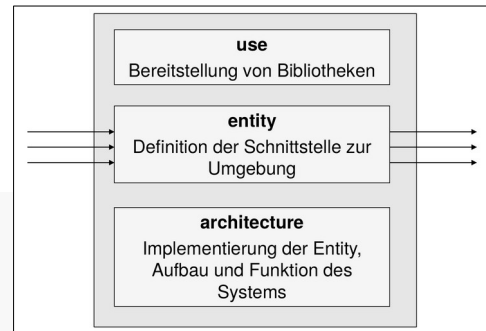 use
Bereitstellung von Bibliotheken
entity
Definition der Schnittstelle zur
Umgebung
architecture
Implementierung der Entity,
Aufbau und Funktion des
Systems